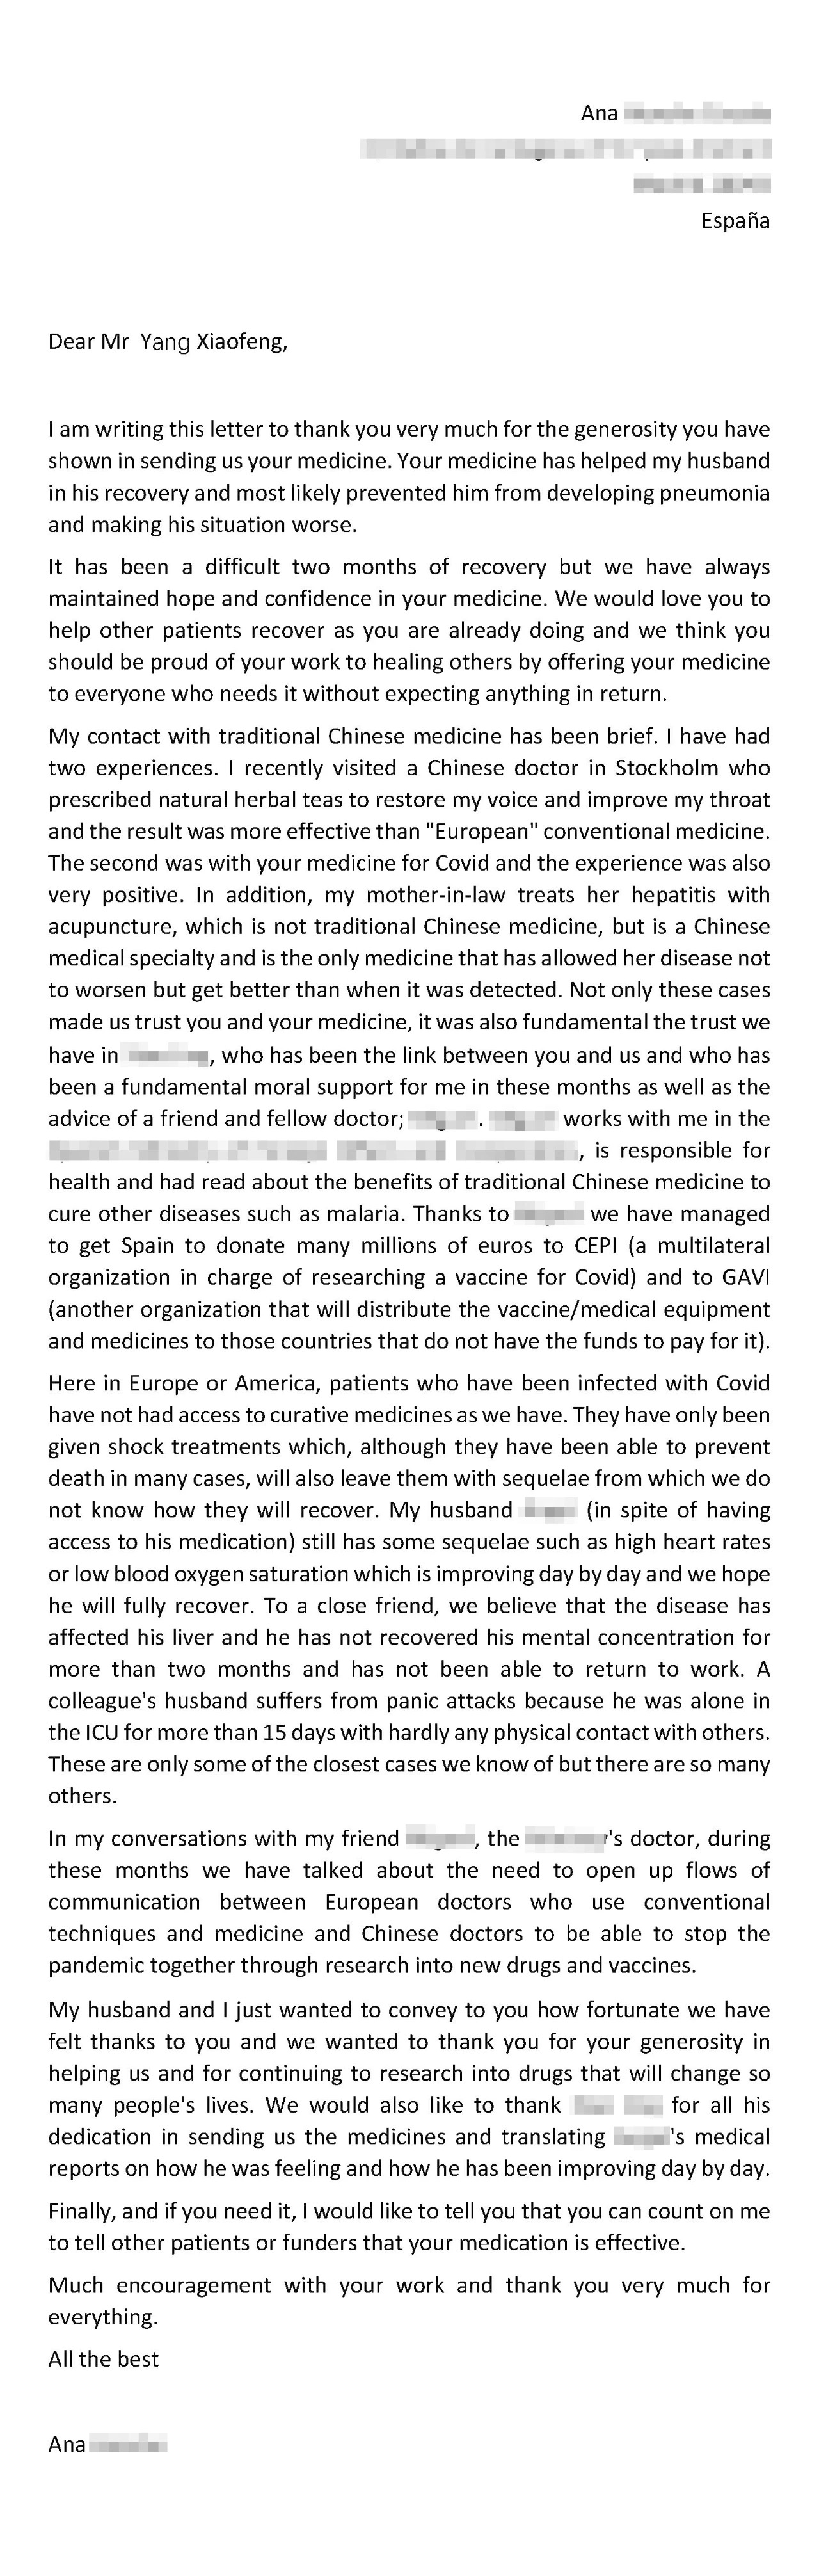 Ana
España
Dear Mr Yang Xiaofeng,
I am writing this letter to thank you very much for the generosity you have
shown in sending us your medicine. Your medicine has helped my husband
in his recovery and most likely prevented him from developing pneumonia
and making his situation worse.
It has been a difficult two months of recovery but we have always
maintained hope and confidence in your medicine. We would love you to
help other patients recover as you are already doing and we think you
should be proud of your work to healing others by offering your medicine
to everyone who needs it without expecting anything in return.
My contact with traditional Chinese medicine has been brief. I have had
two experiences. I recently visited a Chinese doctor in Stockholm who
prescribed natural herbal teas to restore my voice and improve my throat
and the result was more effective than "European" conventional medicine.
The second was with your medicine for Covid and the experience was also
very positive. In addition, my mother-in-law treats her hepatitis with
acupuncture, which is not traditional Chinese medicine, but is a Chinese
medical specialty and is the only medicine that has allowed her disease not
to worsen but get better than when it was detected. Not only these cases
made us trust you and your medicine, it was also fundamental the trust we
have in , who has been the link between you and us and who has
been a fundamental moral support for me in these months as well as the
advice of a friend and fellow doctor; . works with me in the
, is responsible for
health and had read about the benefits of traditional Chinese medicine to
cure other diseases such as malaria. Thanks to we have managed
to get Spain to donate many millions of euros to CEPI (a multilateral
organization in charge of researching a vaccine for Covid) and to GAVI
(another organization that will distribute the vaccine/medical equipment
and medicines to those countries that do not have the funds to pay for it).
Here in Europe or America, patients who have been infected with Covid
have not had access to curative medicines as we have. They have only been
given shock treatments which, although they have been able to prevent
death in many cases, will also leave them with sequelae from which we do
not know how they will recover. My husband (in spite of having
access to his medication) still has some sequelae such as high heart rates
or low blood oxygen saturation which is improving day by day and we hope
he will fully recover. To a close friend, we believe that the disease has
affected his liver and he has not recovered his mental concentration for
more than two months and has not been able to return to work. A
colleague's husband suffers from panic attacks because he was alone in
the ICU for more than 15 days with hardly any physical contact with others.
These are only some of the closest cases we know of but there are so many
others.
In my conversations with my friend , the 's doctor, during
these months we have talked about the need to open up flows of
communication between European doctors who use conventional
techniques and medicine and Chinese doctors to be able to stop the
pandemic together through research into new drugs and vaccines.
My husband and I just wanted to convey to you how fortunate we have
felt thanks to you and we wanted to thank you for your generosity in
helping us and for continuing to research into drugs that will change so
many people's lives. We would also like to thank for all his
dedication in sending us the medicines and translating 's medical
reports on how he was feeling and how he has been improving day by day.
Finally, and if you need it, I would like to tell you that you can count on me
to tell other patients or funders that your medication is effective.
Much encouragement with your work and thank you very much for
everything.
All the best
Ana